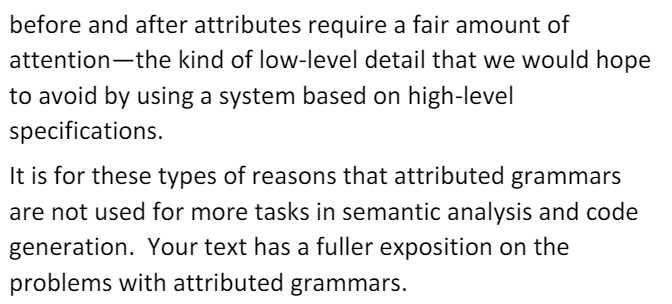 before and after attributes require a fair amount of
attention—the kind of low-level detail that we would hope
to avoid by using a system based on high-level
specifications.
It is for these types of reasons that attributed grammars
are not used for more tasks in semantic analysis and code
generation.  Your text has a fuller exposition on the
problems with attributed grammars.